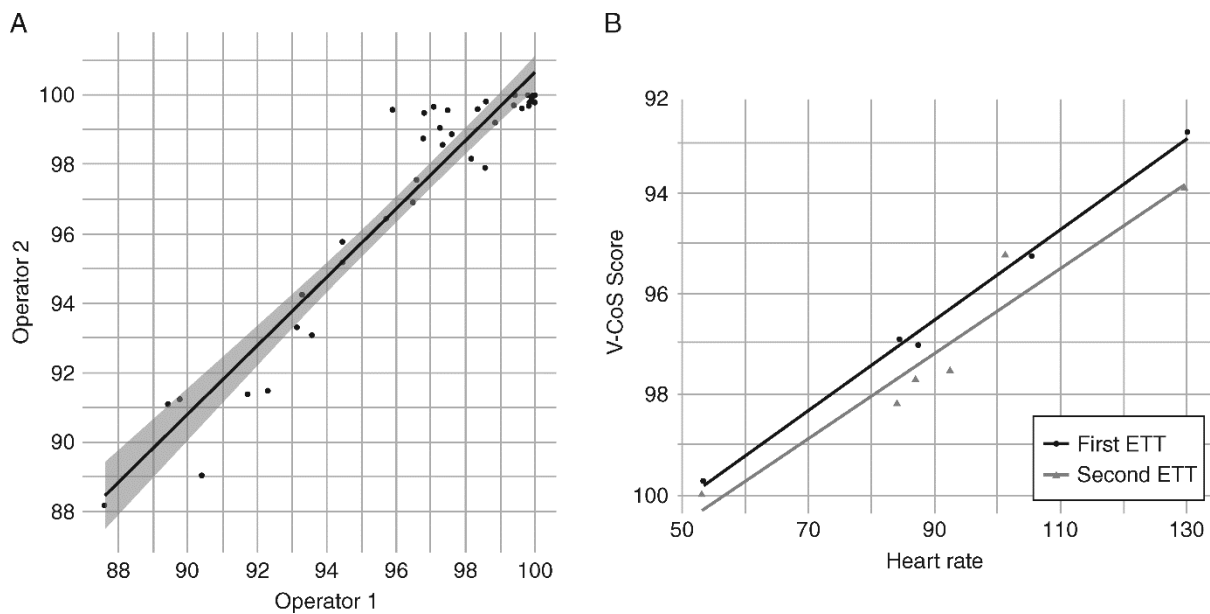 A
100
98
96
94
92
90
88
Operator 2
88 90 92 94 96 98 100
Operator 1
B
92
94
96
98
100
V-CoS Score
50 70 90 110 130
Heart rate
First ETT
Second ETT